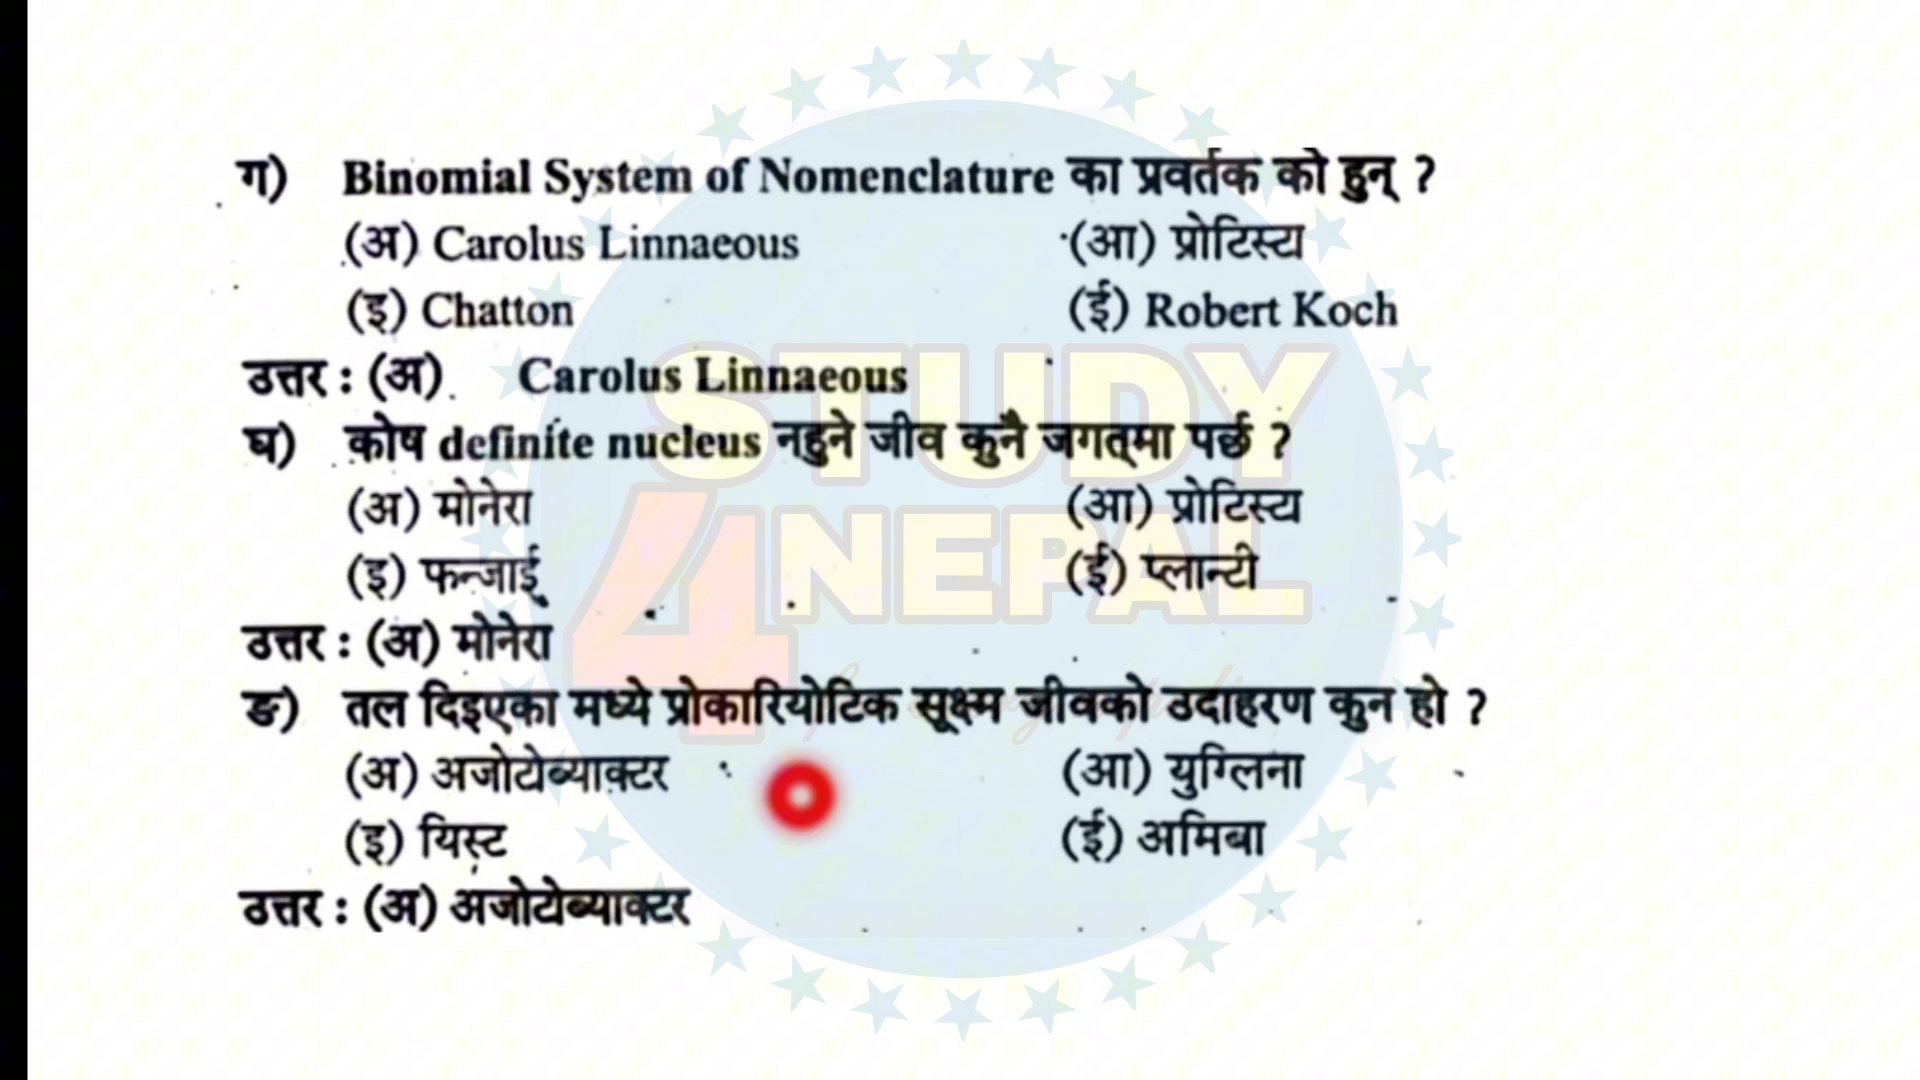 ग) Binomial System of Nomenclature का प्रवर्तक को हुन् ?
(अ) Carolus Linnaeous (आ) प्रोटिस्टा
(इ) Chatton (ई) Robert Koch
उत्तर : (अ) Carolus Linnaeous
घ) कोष definite nucleus नहुने जीव कुनै जगत्‌मा पर्छ ?
(अ) मोनेरा (आ) प्रोटिस्टा
(इ) फन्जाई (ई) प्लान्टी
उत्तर : (अ) मोनेरा
ङ) तल दिइएका मध्ये प्रोकारियोटिक सूक्ष्म जीवको उदाहरण कुन हो ?
(अ) अजोटोब्याक्टर (आ) युग्लिना
(इ) यिस्ट (ई) अमिबा
उत्तर : (अ) अजोटोब्याक्टर
STUDY
4 NEPAL